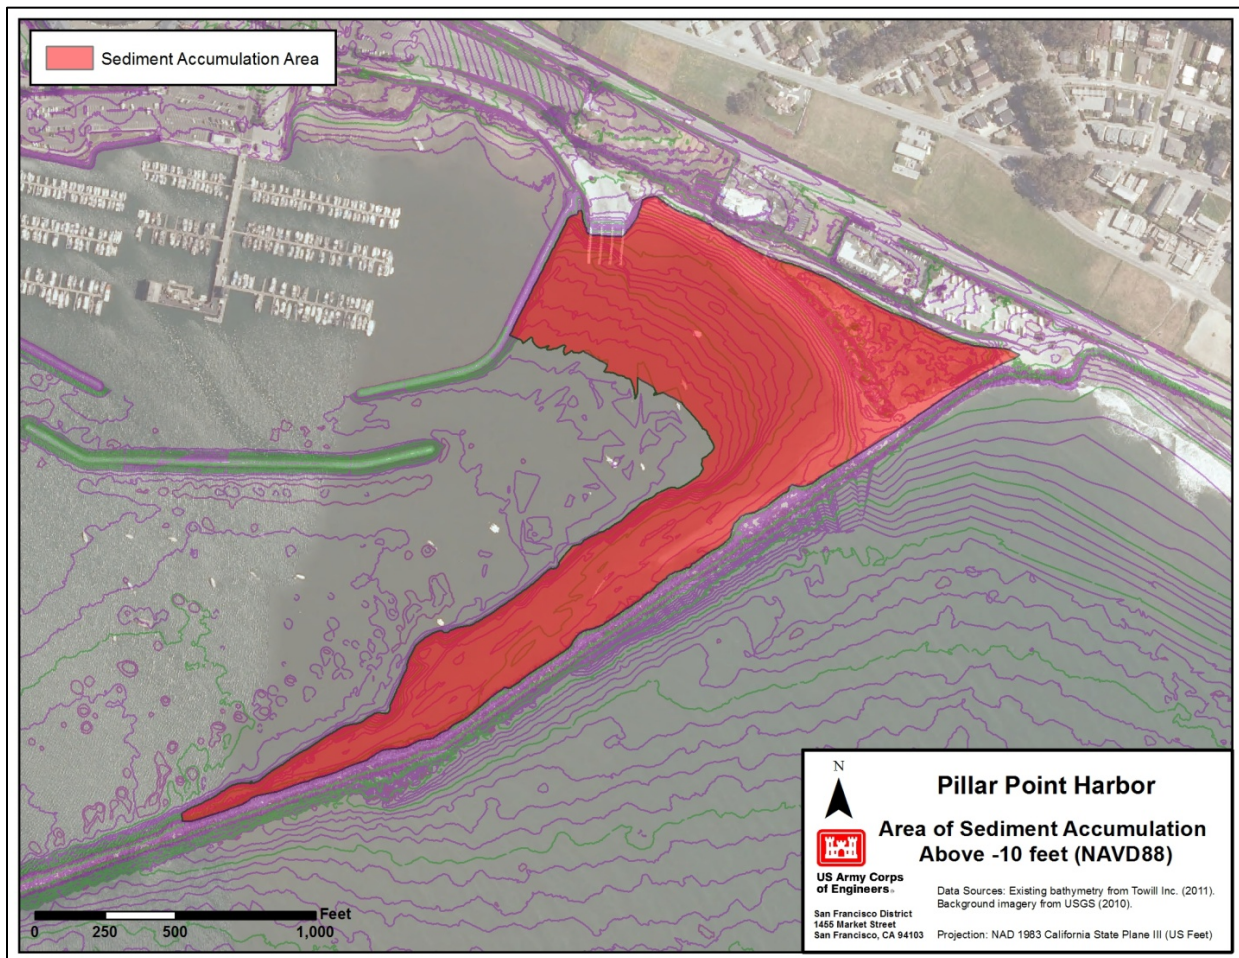 Sediment Accumulation Area
N
Pillar Point Harbor
Area of Sediment Accumulation
Above -10 feet (NAVD88)
US Army Corps
of Engineers®
Data Sources: Existing bathymetry from Towill Inc. (2011).
Background imagery from USGS (2010).
San Francisco District
1455 Market Street
San Francisco, CA 94103
Projection: NAD 1983 California State Plane III (US Feet)
Feet
0 250 500 1,000